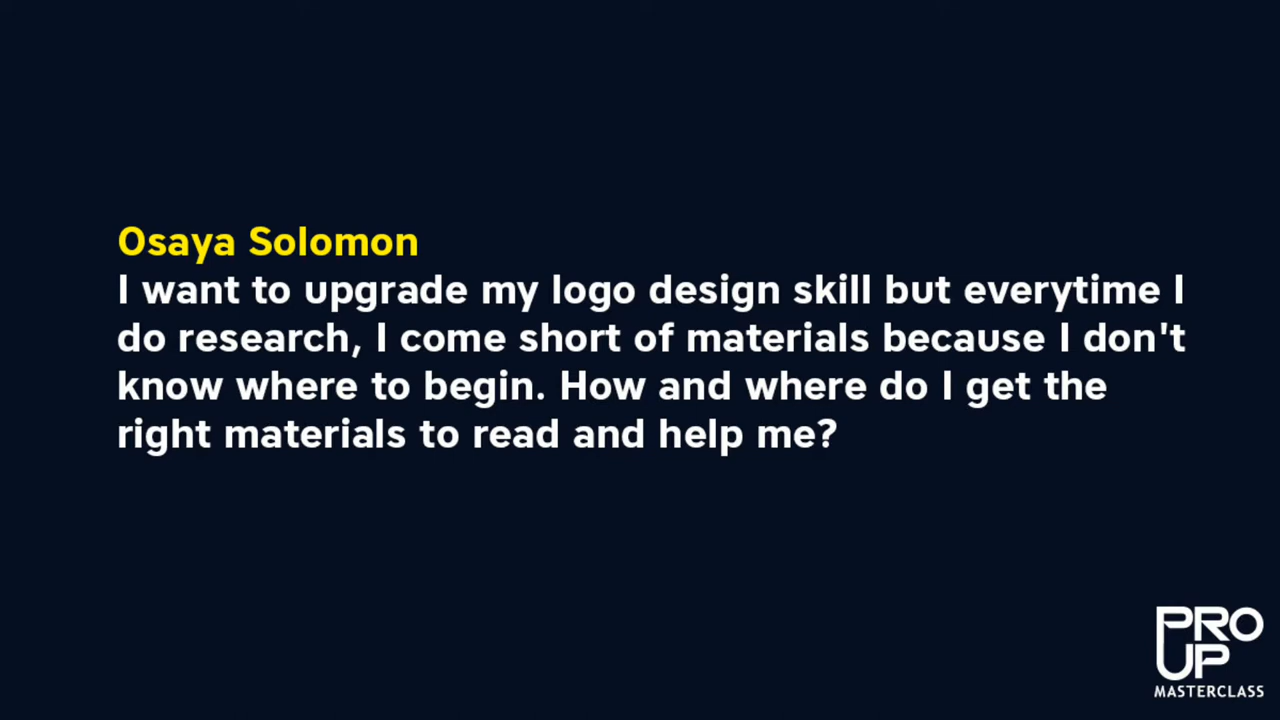 Osaya Solomon
I want to upgrade my logo design skill but everytime I
do research, I come short of materials because I don't
know where to begin. How and where do I get the
right materials to read and help me?
PRO
UP
MASTERCLASS